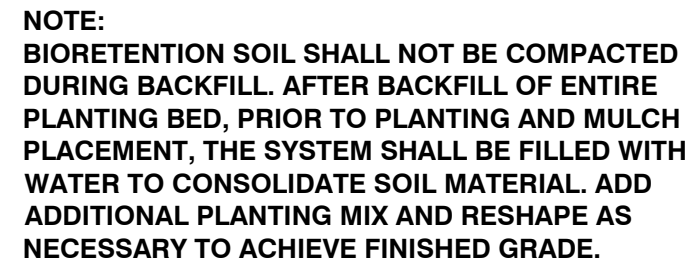 NOTE:
BIORETENTION SOIL SHALL NOT BE COMPACTED
DURING BACKFILL. AFTER BACKFILL OF ENTIRE
PLANTING BED, PRIOR TO PLANTING AND MULCH
PLACEMENT, THE SYSTEM SHALL BE FILLED WITH
WATER TO CONSOLIDATE SOIL MATERIAL. ADD
ADDITIONAL PLANTING MIX AND RESHAPE AS
NECESSARY TO ACHIEVE FINISHED GRADE.